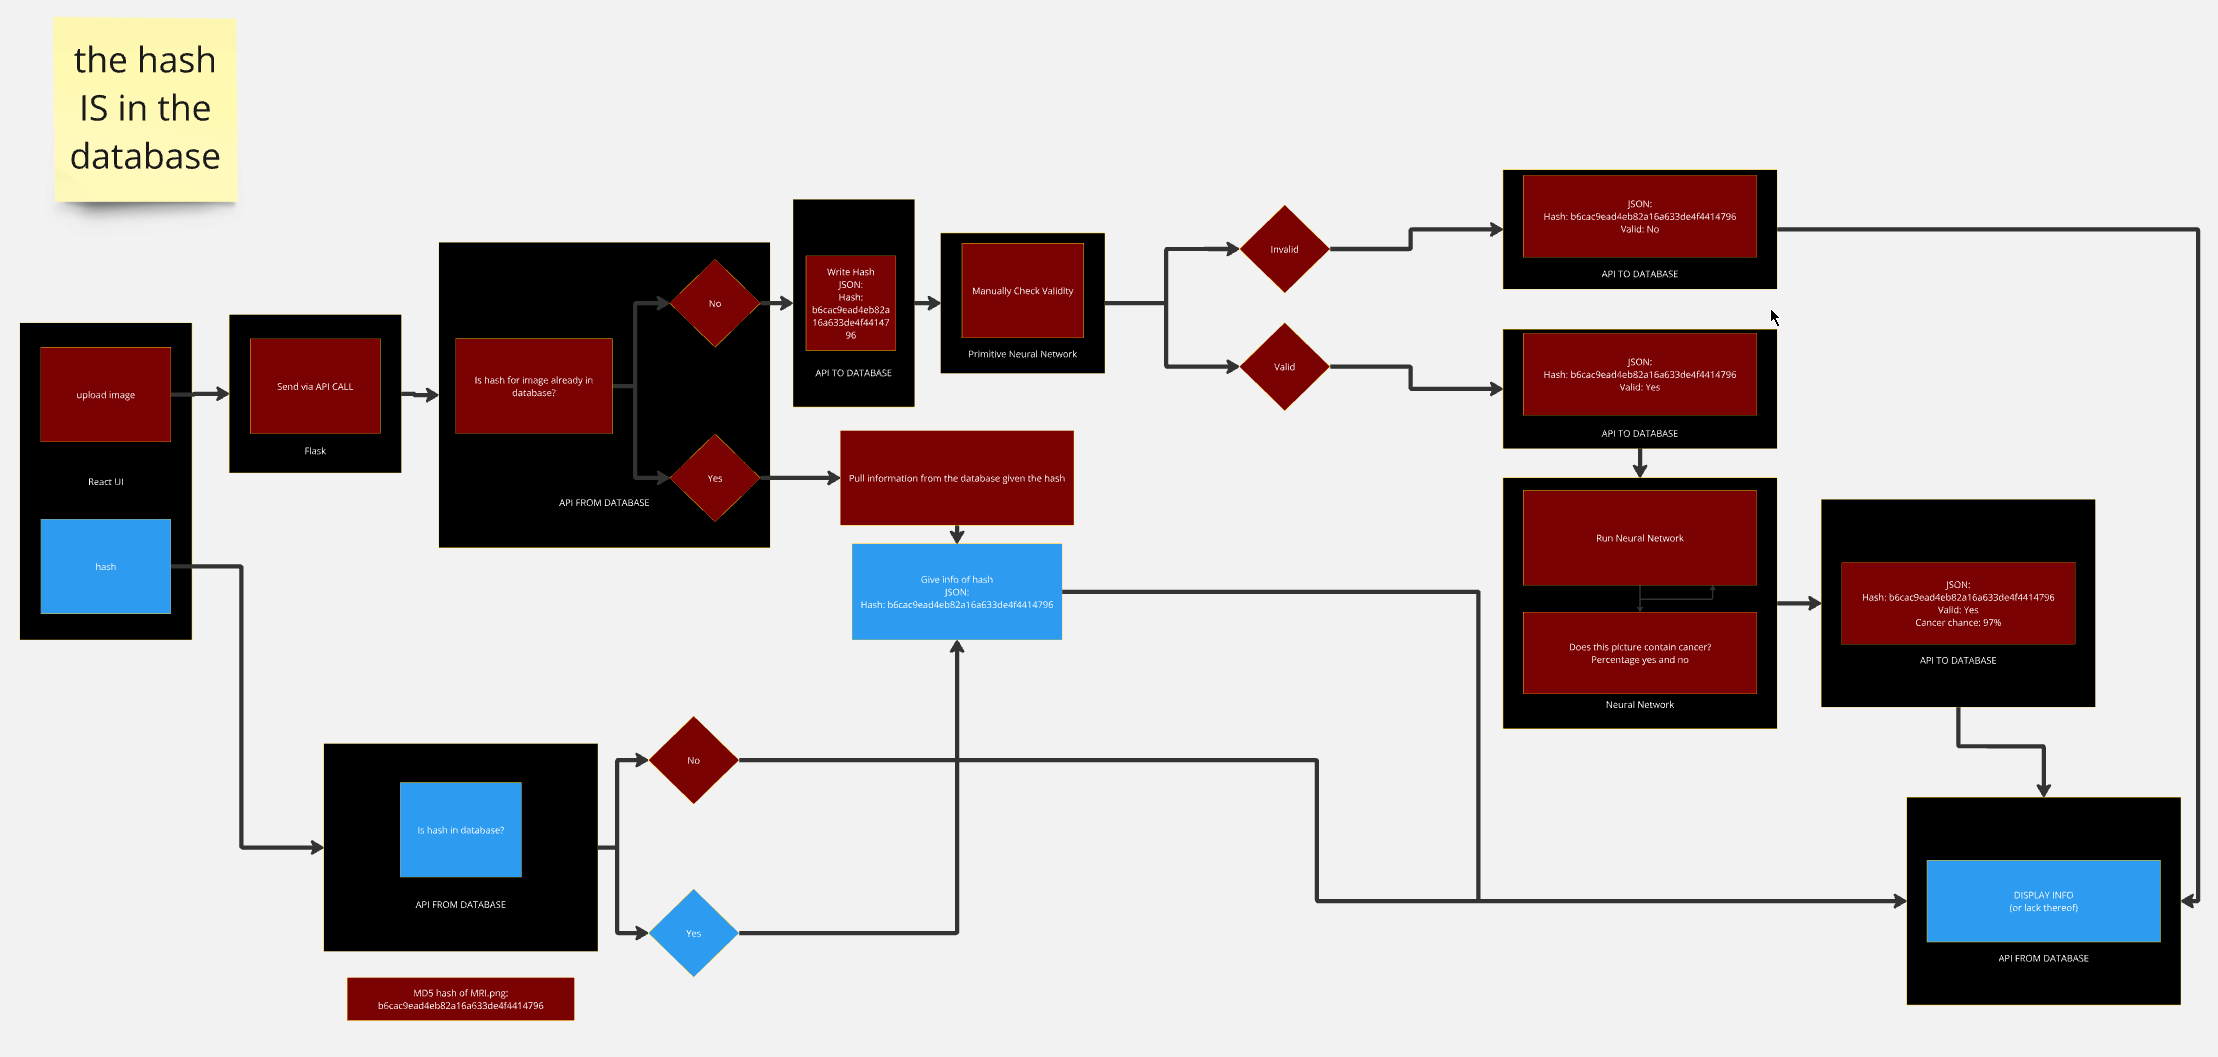 the hash
IS in the
database
upload image
React UI
hash
Send via API CALL
Flask
Is hash for image already in
database?
No
Yes
API FROM DATABASE
Write Hash
JSON:
Hash:
b6cac9ead4eb82a
16a633de4f44147
96
API TO DATABASE
Manually Check Validity
Primitive Neural Network
Invalid
Valid
JSON:
Hash: b6cac9ead4eb82a16a633de4f4414796
Valid: No
API TO DATABASE
JSON:
Hash: b6cac9ead4eb82a16a633de4f4414796
Valid: Yes
API TO DATABASE
Pull information from the database given the hash
Give info of hash
JSON:
Hash: b6cac9ead4eb82a16a633de4f4414796
Run Neural Network
Does this picture contain cancer?
Percentage yes and no
Neural Network
JSON:
Hash: b6cac9ead4eb82a16a633de4f4414796
Valid: Yes
Cancer chance: 97%
API TO DATABASE
Is hash in database?
API FROM DATABASE
No
Yes
DISPLAY INFO
(or lack thereof)
API FROM DATABASE
MD5 hash of MRI.png:
b6cac9ead4eb82a16a633de4f4414796